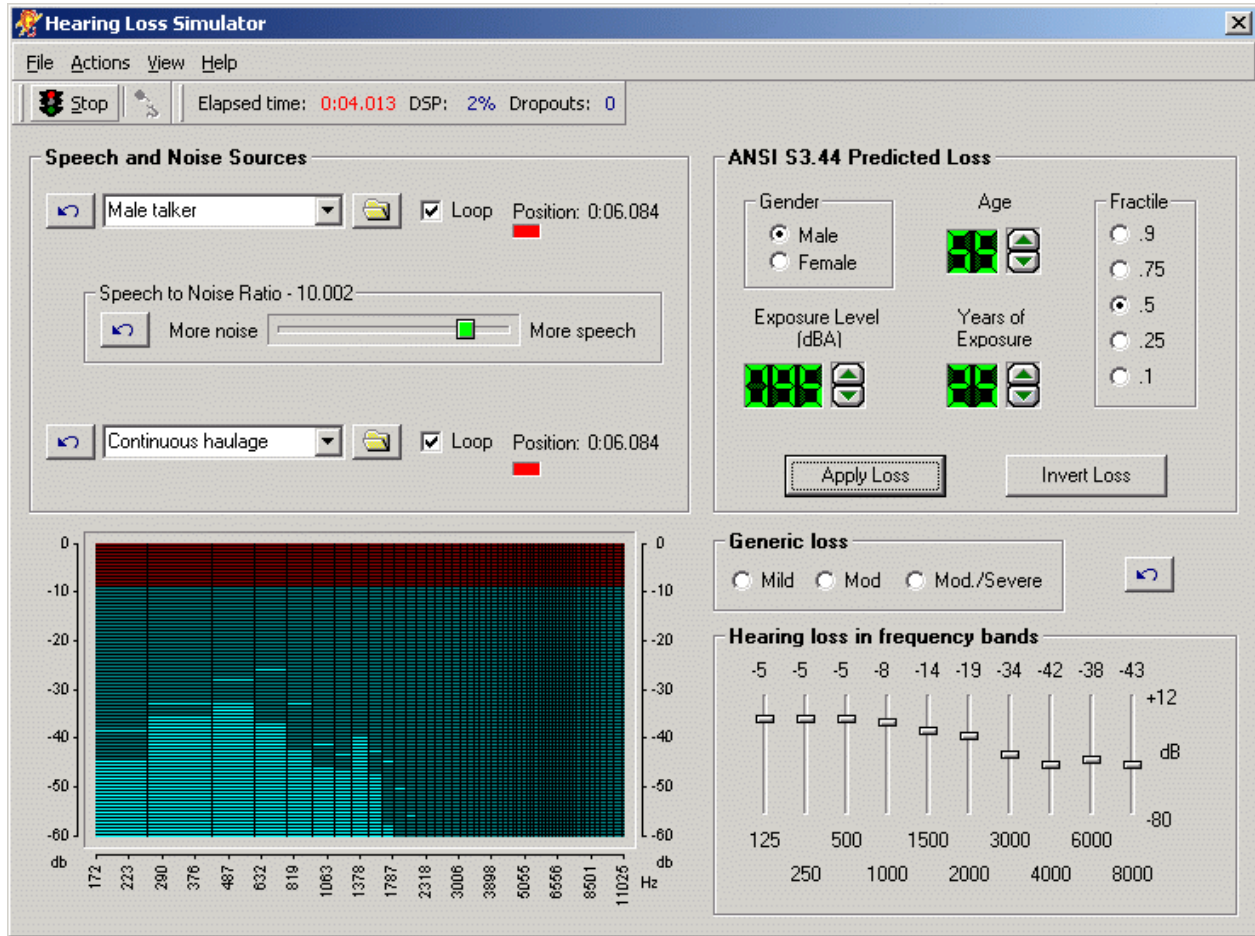 Hearing Loss Simulator
File Actions View Help
Stop Elapsed time: 0:04.013 DSP: 2% Dropouts: 0
Speech and Noise Sources
Male talker Loop Position: 0:06.084
Speech to Noise Ratio - 10.002
More noise More speech
Continuous haulage Loop Position: 0:06.084
ANSI S3.44 Predicted Loss
Gender
Male
Female
Age
Fractile
.9
.75
.5
.25
.1
Exposure Level
(dBA)
Years of
Exposure
Apply Loss Invert Loss
0 0
-10 -10
-20 -20
-30 -30
-40 -40
-50 -50
-60 -60
db db
172 223 290 376 487 632 819 1063 1378 1787 2318 3006 3898 5055 6556 8501 11025 Hz
Generic loss
Mild Mod Mod./Severe
Hearing loss in frequency bands
-5 -5 -5 -8 -14 -19 -34 -42 -38 -43
+12
dB
-80
125 500 1500 3000 6000
250 1000 2000 4000 8000